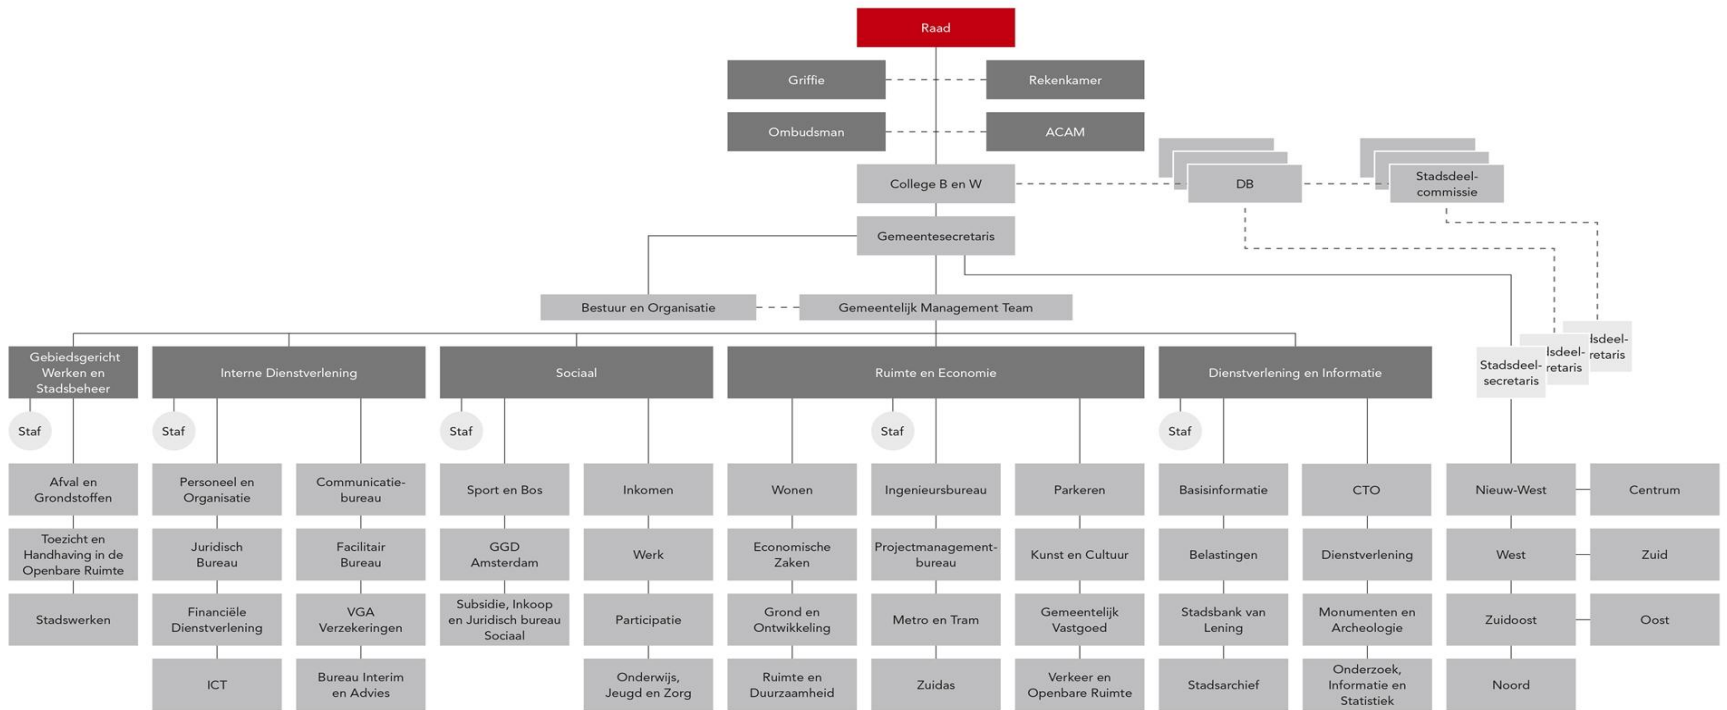 Raad
Griffie
Rekenkamer
Ombudsman
ACAM
College B en W
DB
Stadsdeel-
commissie
Gemeentesecretaris
Bestuur en Organisatie
Gemeentelijk Management Team
Gebiedsgericht
Werken en
Stadsbeheer
Interne Dienstverlening
Sociaal
Ruimte en Economie
Dienstverlening en Informatie
Stadsdeel-
secretaris
dsdeel-
retaris
dsdeel-
retaris
Staf
Staf
Staf
Staf
Staf
Afval en
Grondstoffen
Personeel en
Organisatie
Communicatie-
bureau
Sport en Bos
Inkomen
Wonen
Ingenieursbureau
Parkeren
Basisinformatie
CTO
Nieuw-West
Centrum
Toezicht en
Handhaving in de
Openbare Ruimte
Juridisch
Bureau
Facilitair
Bureau
GGD
Amsterdam
Werk
Economische
Zaken
Projectmanagement-
bureau
Kunst en Cultuur
Belastingen
Dienstverlening
West
Zuid
Stadswerken
Financiële
Dienstverlening
VGA
Verzekeringen
Subsidie, Inkoop
en Juridisch bureau
Sociaal
Participatie
Grond en
Ontwikkeling
Metro en Tram
Gemeentelijk
Vastgoed
Stadsbank van
Lening
Monumenten en
Archeologie
Zuidoost
Oost
ICT
Bureau Interim
en Advies
Onderwijs,
Jeugd en Zorg
Ruimte en
Duurzaamheid
Zuidas
Verkeer en
Openbare Ruimte
Stadsarchief
Onderzoek,
Informatie en
Statistiek
Noord